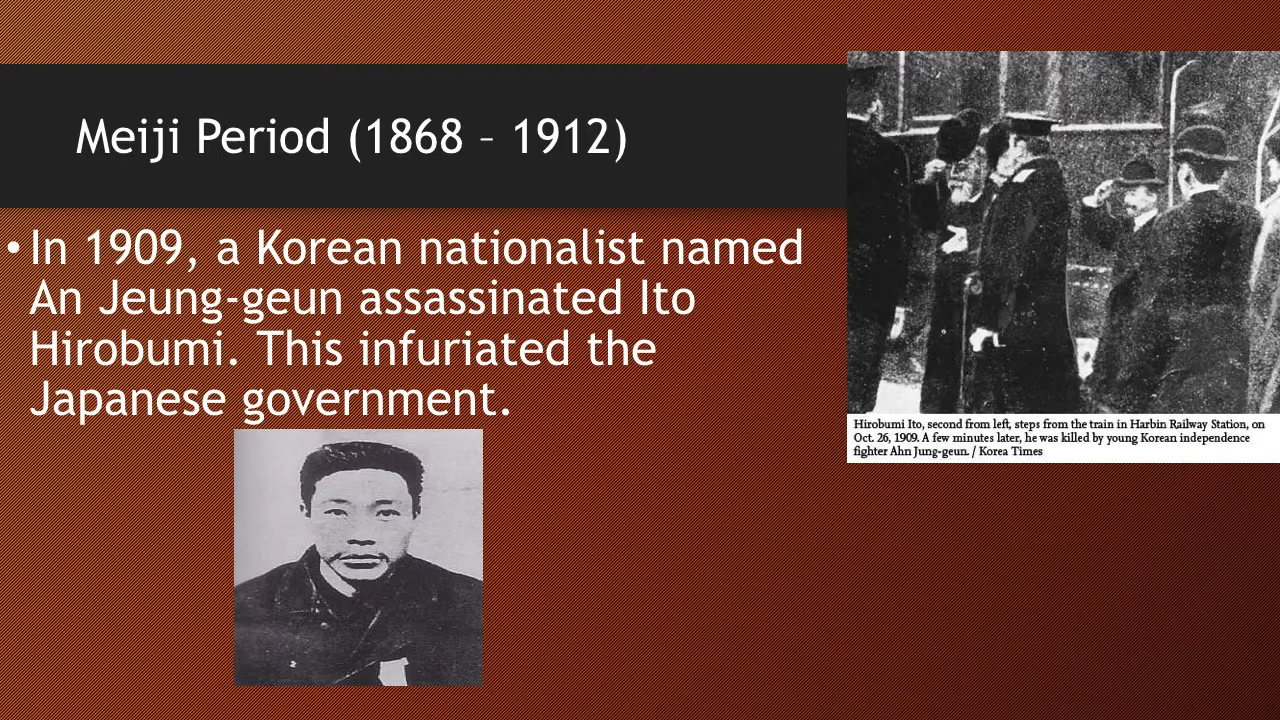 Meiji Period (1868 – 1912)
• In 1909, a Korean nationalist named
An Jeung-geun assassinated Ito
Hirobumi. This infuriated the
Japanese government.
Hirobumi Ito, second from left, steps from the train in Harbin Railway Station, on
Oct. 26, 1909. A few minutes later, he was killed by young Korean independence
fighter Ahn Jung-geun. / Korea Times